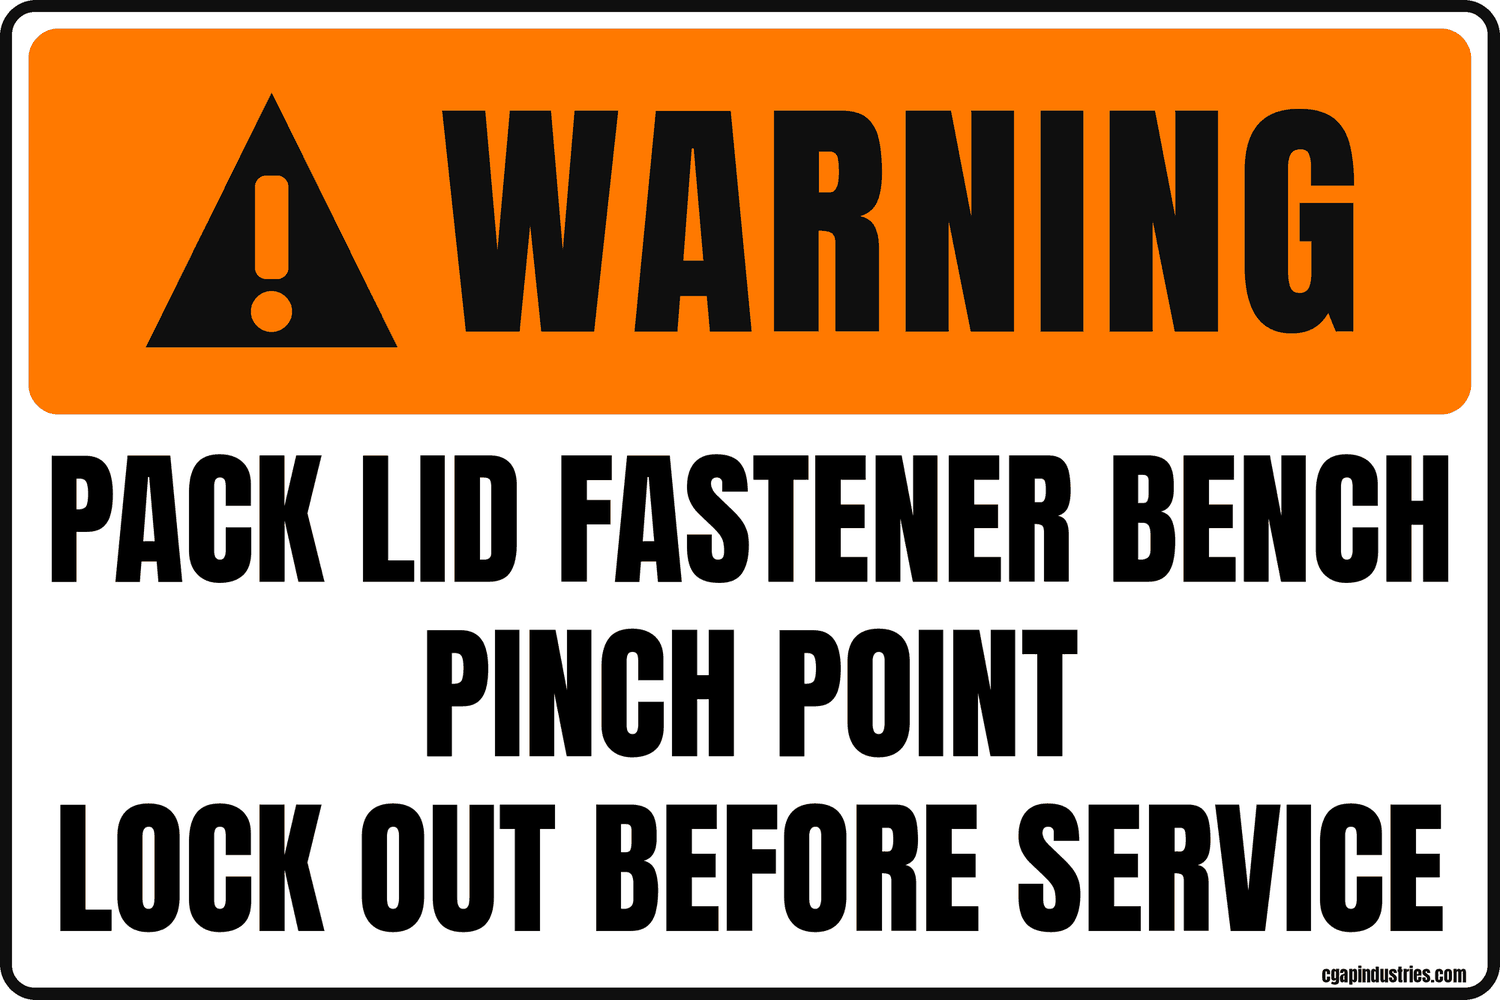 WARNING
PACK LID FASTENER BENCH
PINCH POINT
LOCK OUT BEFORE SERVICE
cgapindustries.com